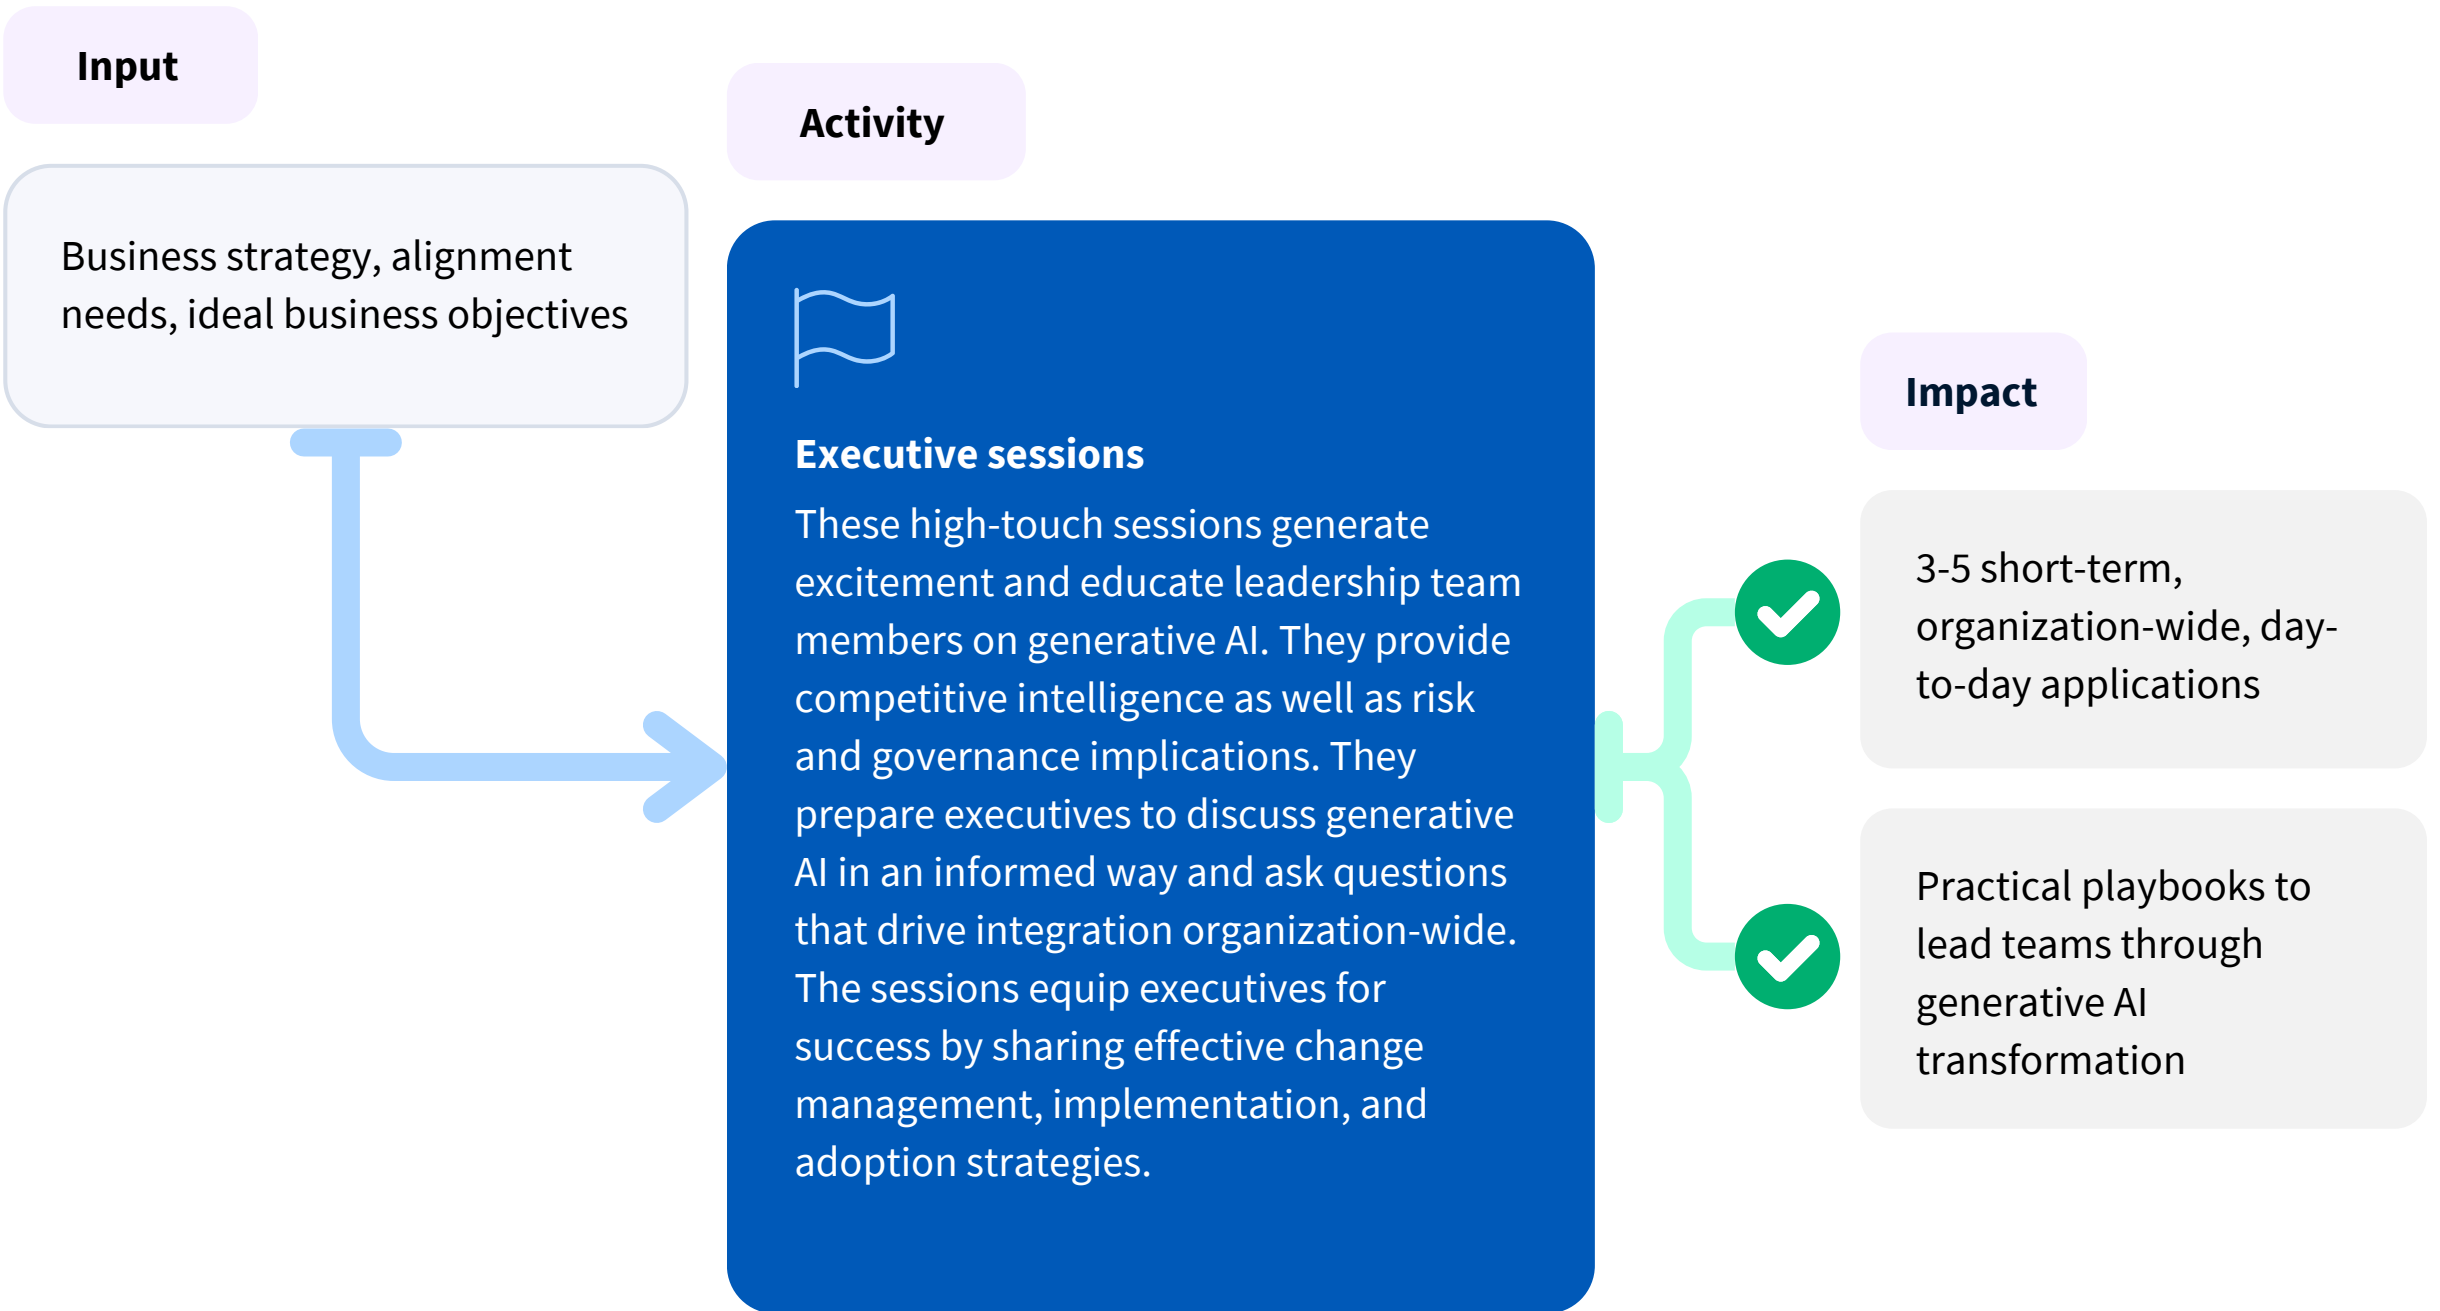 Input
Business strategy, alignment
needs, ideal business objectives
Activity
Executive sessions
These high-touch sessions generate
excitement and educate leadership team
members on generative AI. They provide
competitive intelligence as well as risk
and governance implications. They
prepare executives to discuss generative
AI in an informed way and ask questions
that drive integration organization-wide.
The sessions equip executives for
success by sharing effective change
management, implementation, and
adoption strategies.
Impact
3-5 short-term,
organization-wide, day-
to-day applications
Practical playbooks to
lead teams through
generative AI
transformation